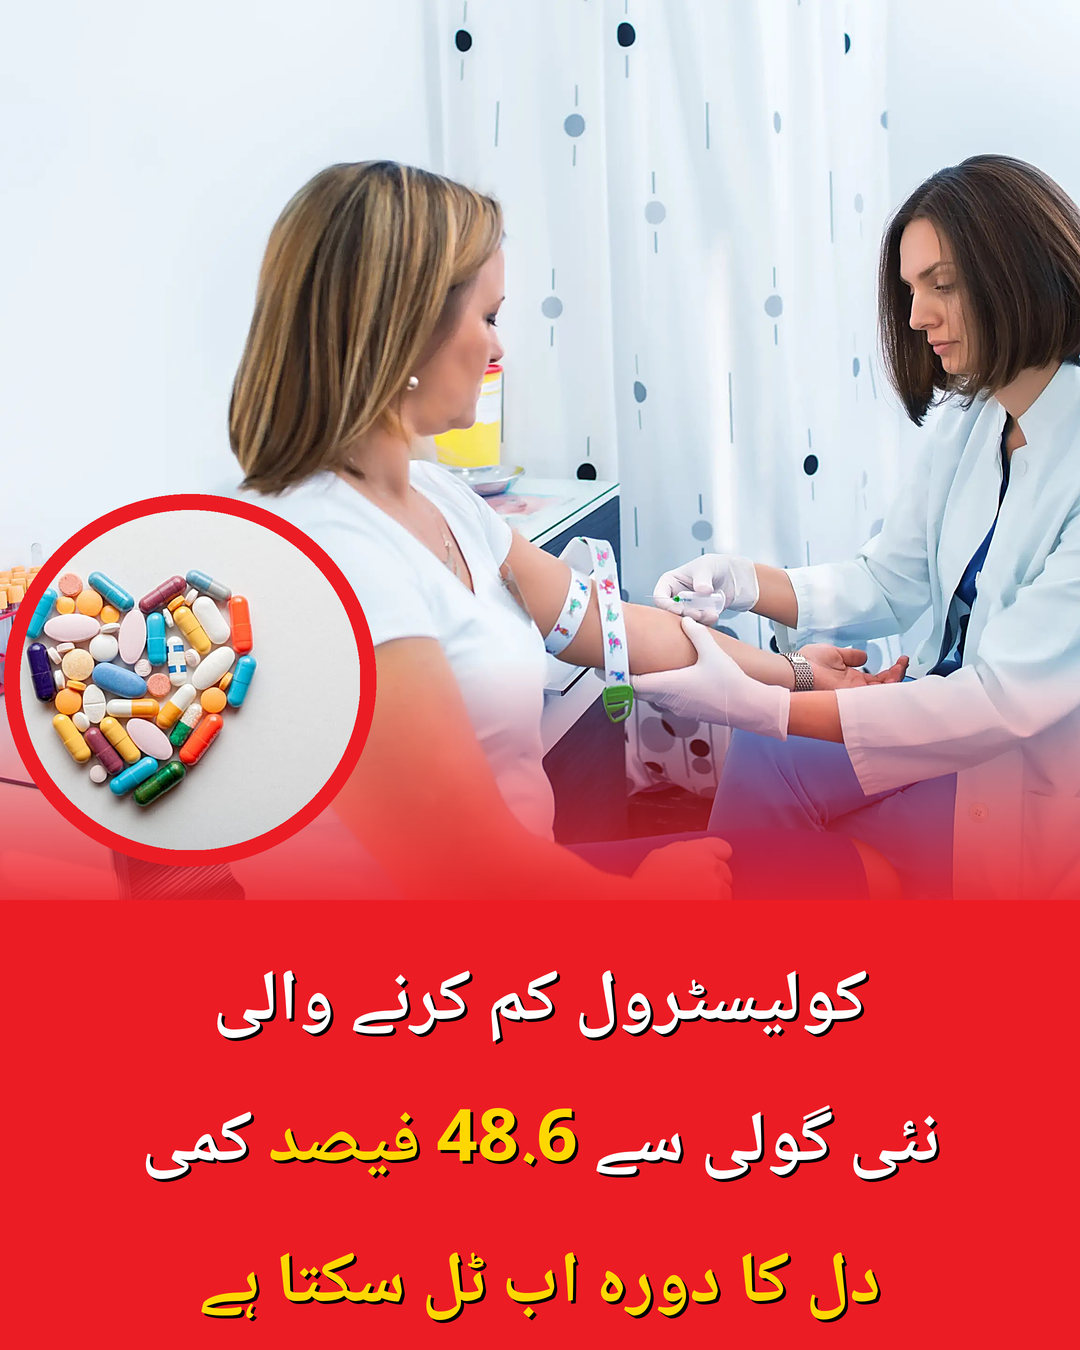 کولیسٹرول کم کرنے والی
نئی گولی سے 48.6 فیصد کمی
دل کا دورہ اب ٹل سکتا ہے